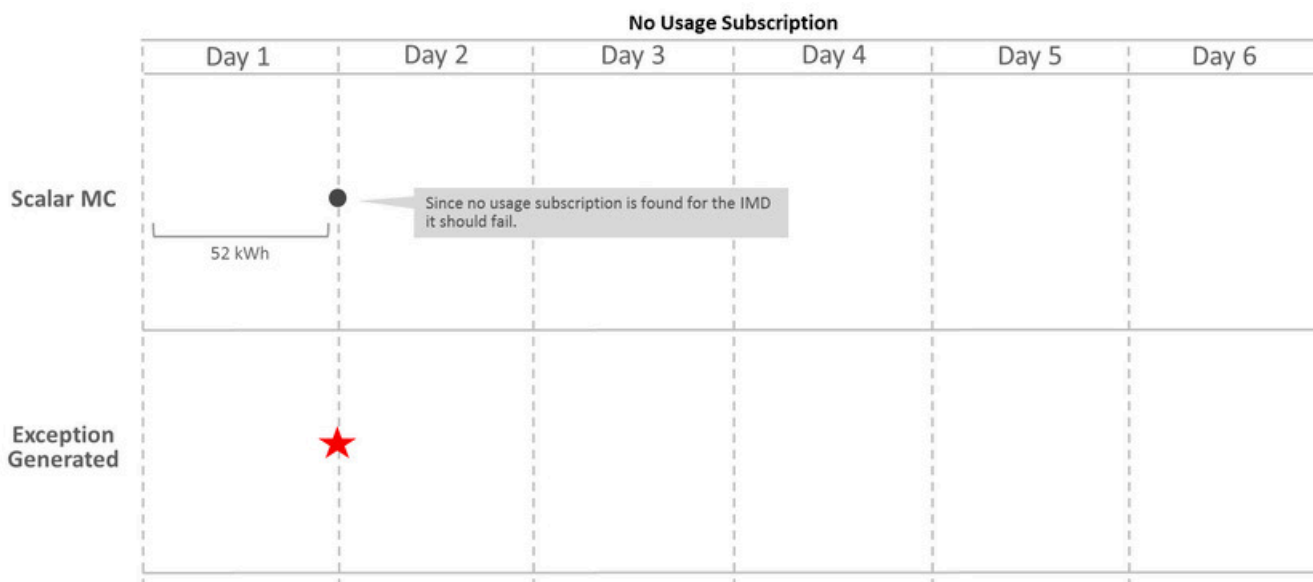 No Usage Subscription
Day 1 Day 2 Day 3 Day 4 Day 5 Day 6
Scalar MC
Since no usage subscription is found for the IMD
it should fail.
52 kWh
Exception
Generated